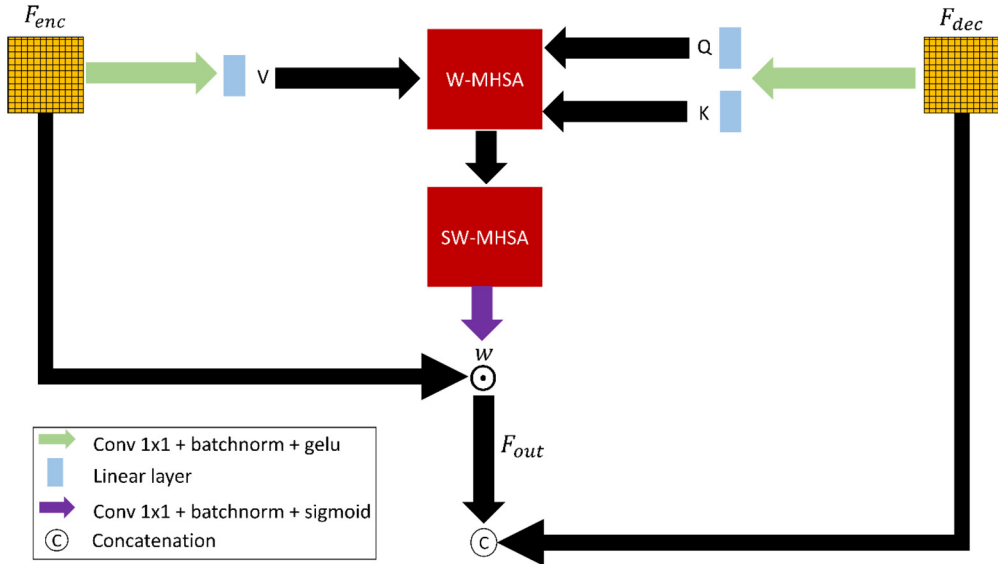 F_enc
F_dec
V
W-MHSA
Q
K
SW-MHSA
w
F_out
Conv 1x1 + batchnorm + gelu
Linear layer
Conv 1x1 + batchnorm + sigmoid
C Concatenation
C